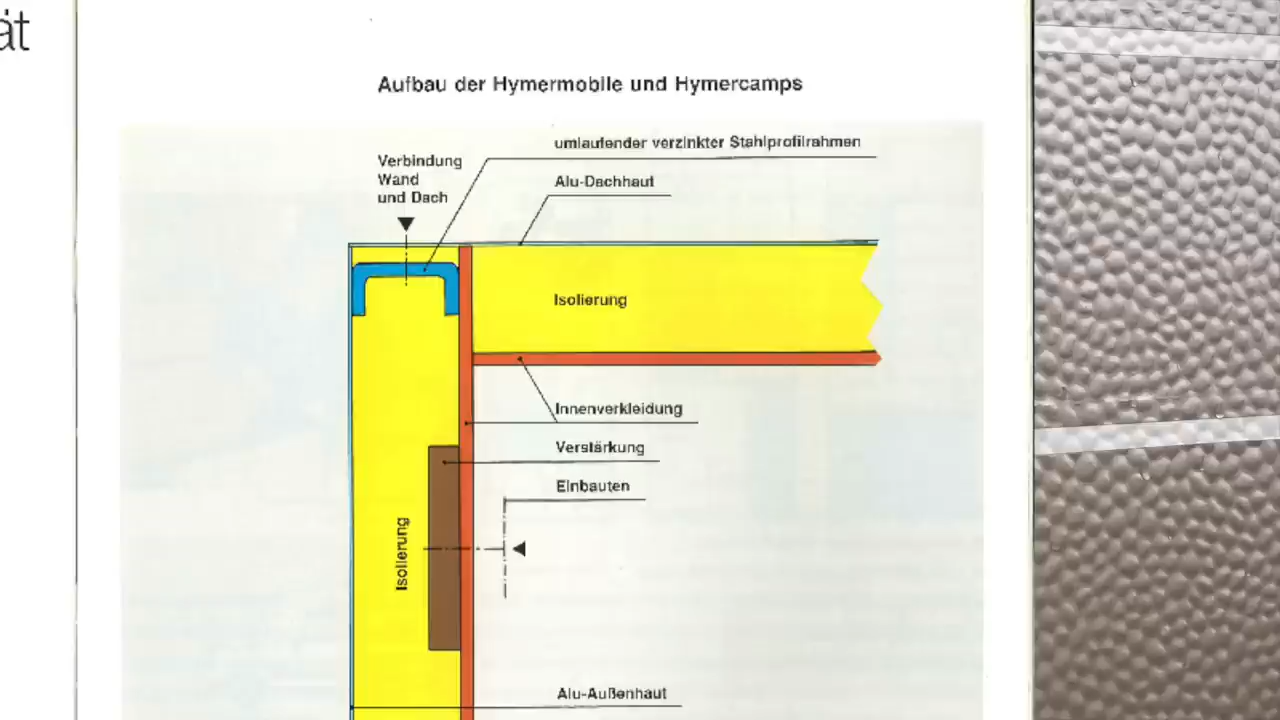 ät
Aufbau der Hymermobile und Hymercamps
umlaufender verzinkter Stahlprofilrahmen
Verbindung
Wand
und Dach
Alu-Dachhaut
Isolierung
Innenverkleidung
Verstärkung
Einbauten
Isolierung
Alu-Außenhaut